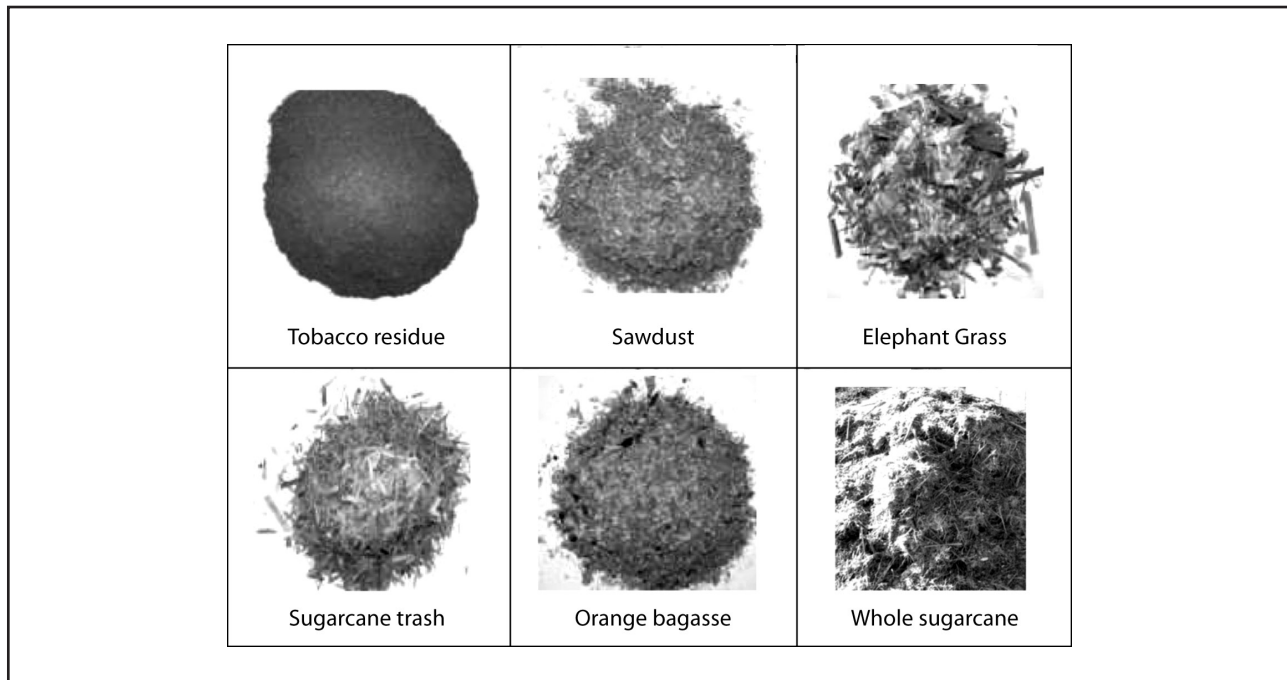 Tobacco residue
Sawdust
Elephant Grass
Sugarcane trash
Orange bagasse
Whole sugarcane